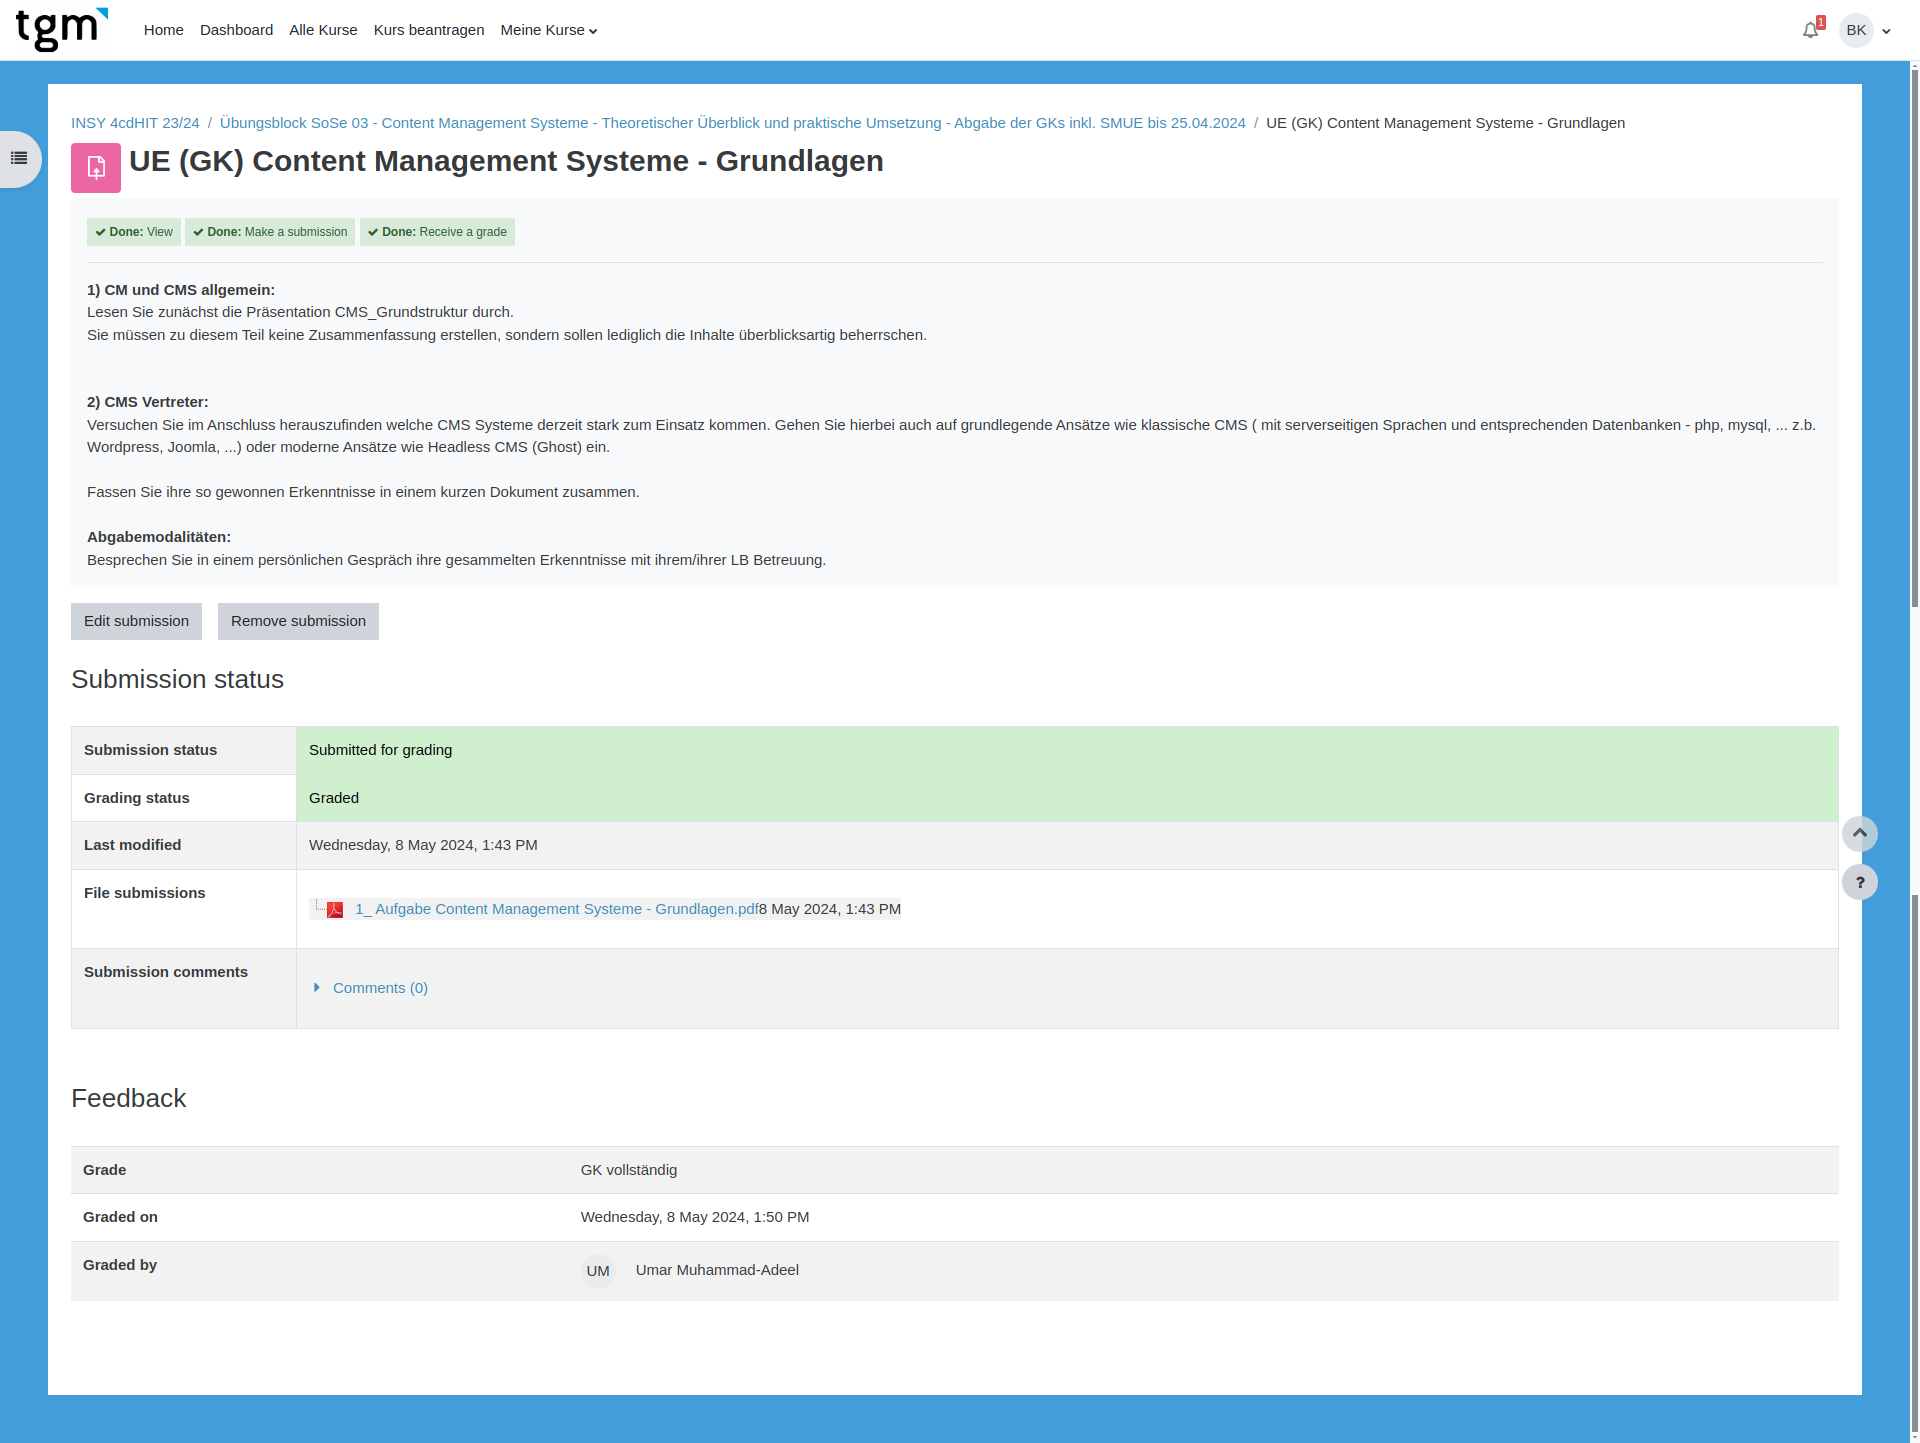 tgm
Home Dashboard Alle Kurse Kurs beantragen Meine Kurse
1
BK
INSY 4cdHIT 23/24 / Übungsblock SoSe 03 - Content Management Systeme - Theoretischer Überblick und praktische Umsetzung - Abgabe der GKs inkl. SMUE bis 25.04.2024 / UE (GK) Content Management Systeme - Grundlagen
UE (GK) Content Management Systeme - Grundlagen
Done: View Done: Make a submission Done: Receive a grade
1) CM und CMS allgemein:
Lesen Sie zunächst die Präsentation CMS_Grundstruktur durch.
Sie müssen zu diesem Teil keine Zusammenfassung erstellen, sondern sollen lediglich die Inhalte überblicksartig beherrschen.
2) CMS Vertreter:
Versuchen Sie im Anschluss herauszufinden welche CMS Systeme derzeit stark zum Einsatz kommen. Gehen Sie hierbei auch auf grundlegende Ansätze wie klassische CMS ( mit serverseitigen Sprachen und entsprechenden Datenbanken - php, mysql, ... z.b.
Wordpress, Joomla, ...) oder moderne Ansätze wie Headless CMS (Ghost) ein.
Fassen Sie ihre so gewonnen Erkenntnisse in einem kurzen Dokument zusammen.
Abgabemodalitäten:
Besprechen Sie in einem persönlichen Gespräch ihre gesammelten Erkenntnisse mit ihrem/ihrer LB Betreuung.
Edit submission Remove submission
Submission status
Submission status Submitted for grading
Grading status Graded
Last modified Wednesday, 8 May 2024, 1:43 PM
File submissions
1_ Aufgabe Content Management Systeme - Grundlagen.pdf8 May 2024, 1:43 PM
?
Submission comments
Comments (0)
Feedback
Grade GK vollständig
Graded on Wednesday, 8 May 2024, 1:50 PM
Graded by UM Umar Muhammad-Adeel